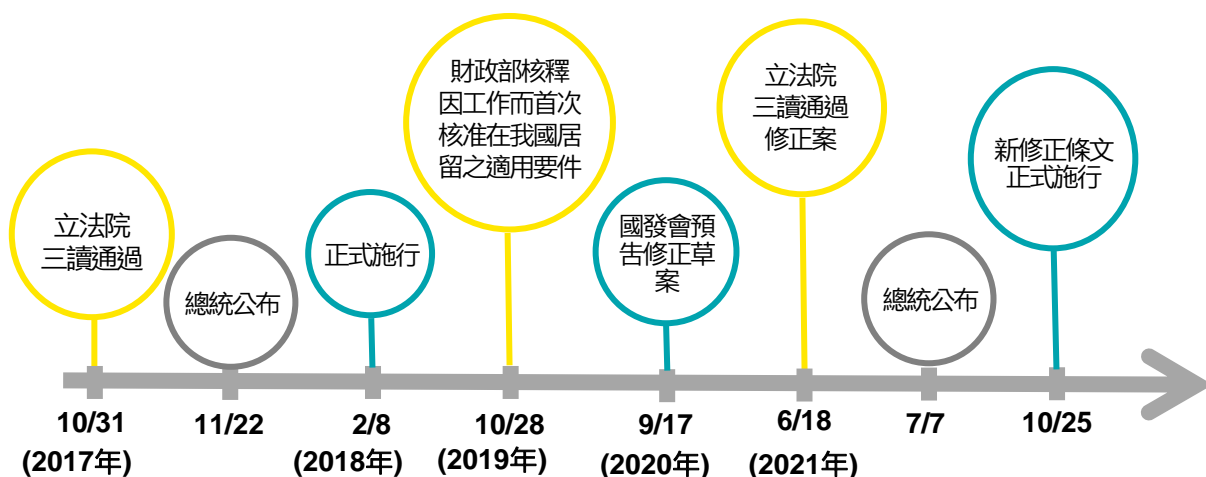 立法院
三讀通過
總統公布
正式施行
財政部核釋
因工作而首次
核准在我國居
留之適用要件
國發會預
告修正草
案
立法院
三讀通過
修正案
總統公布
新修正條文
正式施行
10/31
(2017年)
11/22
2/8
(2018年)
10/28
(2019年)
9/17
(2020年)
6/18
(2021年)
7/7
10/25